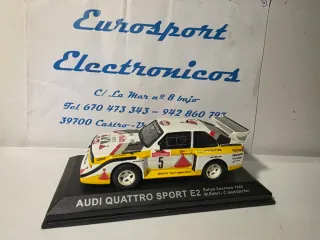 Eurosport
Electronicos
C/ La Mar nº 8 bajo
Tel 670 473 343 - 942 860 79
39700 Castro-
5
AUDI QUATTRO SPORT E2